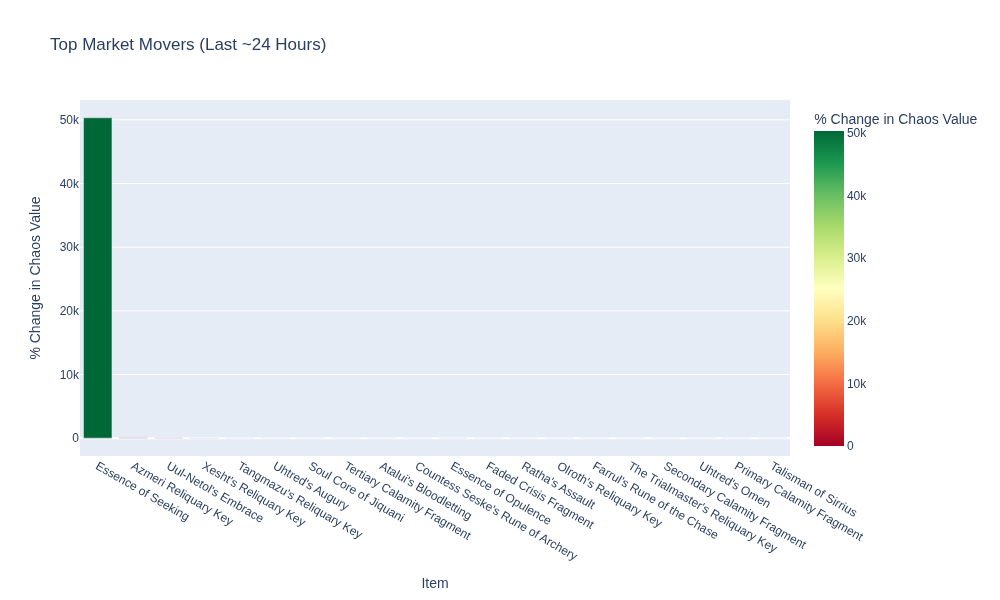 Top Market Movers (Last ~24 Hours)
% Change in Chaos Value
50k
40k
30k
20k
10k
0
% Change in Chaos Value
50k
40k
30k
20k
10k
0
Essence of Seeking
Azmeri Reliquary Key
Uul-Netol's Embrace
Xesht's Reliquary Key
Tangmazu's Reliquary Key
Uhtred's Augury
Soul Core of Jiquani
Tertiary Calamity Fragment
Atalui's Bloodletting
Countess Seske's Rune of Archery
Essence of Opulence
Faded Crisis Fragment
Ratha's Assault
Olroth's Reliquary Key
Farrul's Rune of the Chase
The Trialmaster's Reliquary Key
Secondary Calamity Fragment
Uhtred's Omen
Primary Calamity Fragment
Talisman of Sirrius
Item